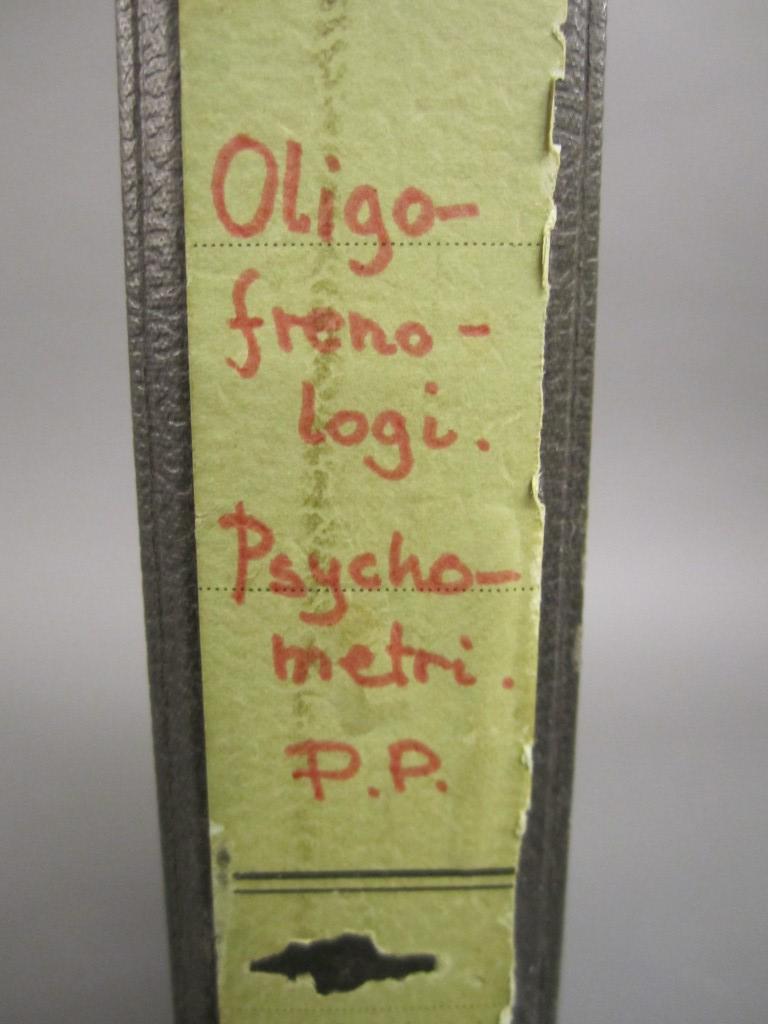 Oligo-
freno-
logi.
Psycho-
metri.
P.P.